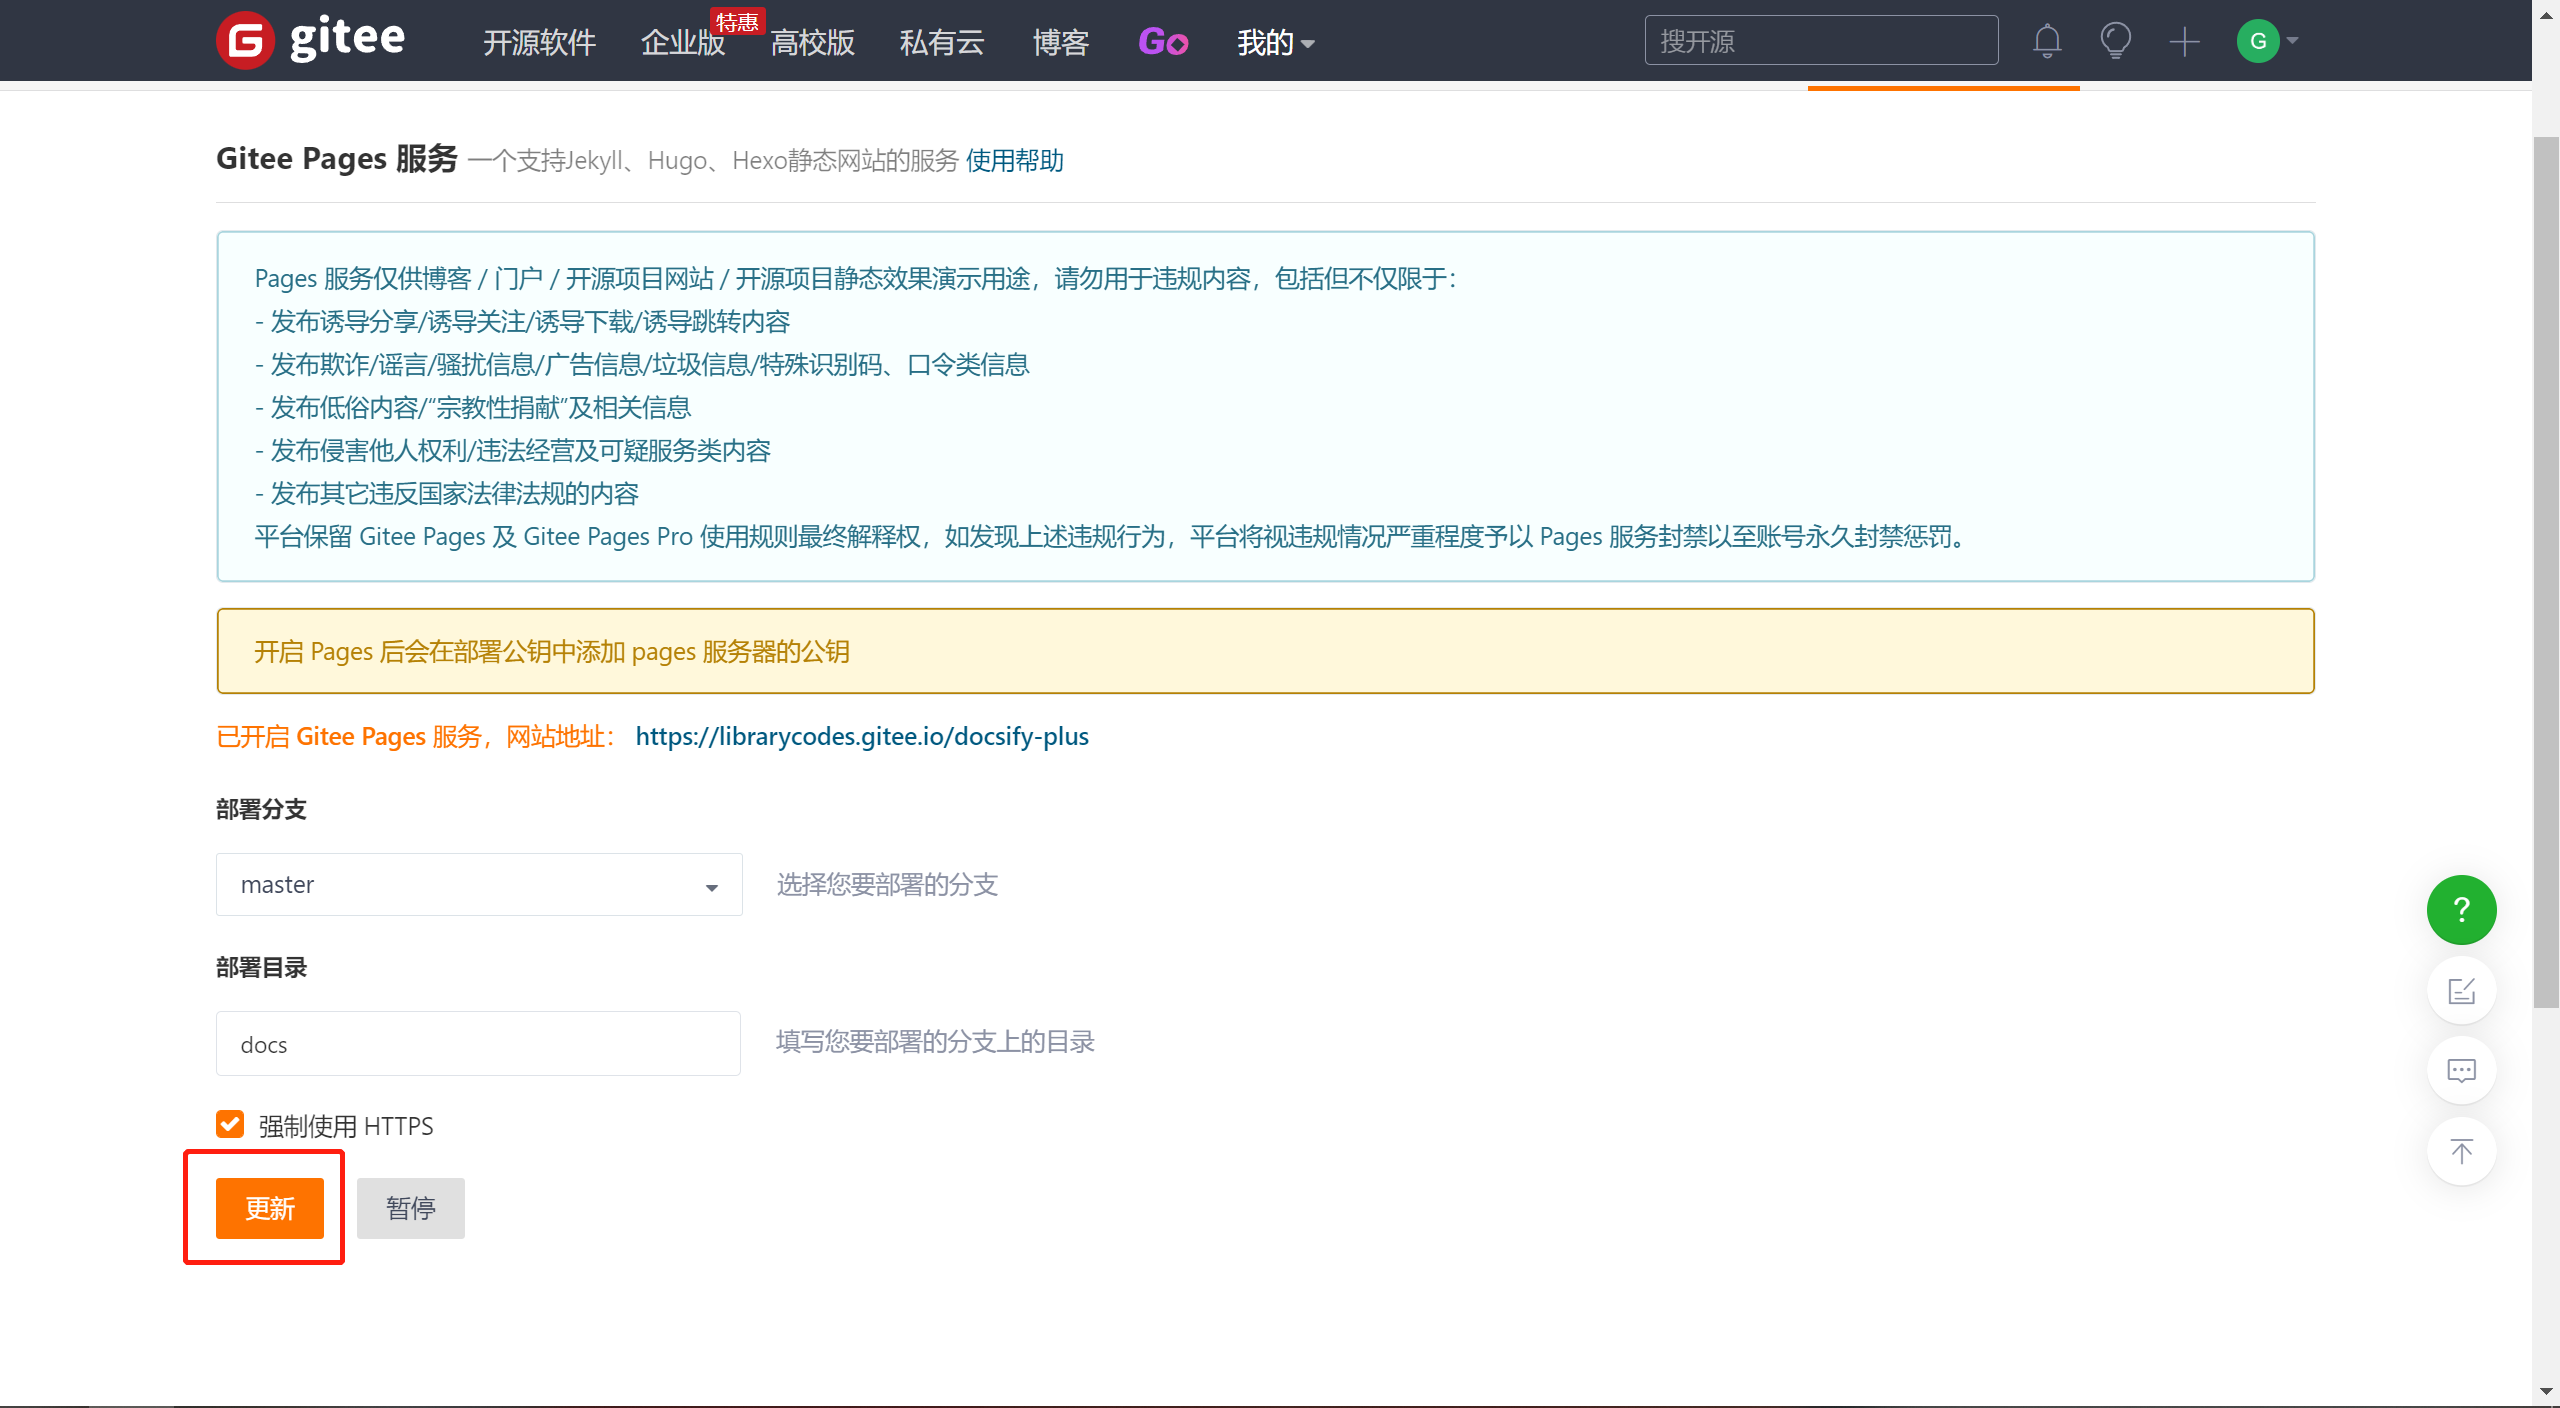 gitee 开源软件 企业版 特惠 高校版 私有云 博客 Go 我的 搜开源 G
Gitee Pages 服务 一个支持Jekyll、Hugo、Hexo静态网站的服务 使用帮助
Pages 服务仅供博客 / 门户 / 开源项目网站 / 开源项目静态效果演示用途，请勿用于违规内容，包括但不仅限于：
- 发布诱导分享/诱导关注/诱导下载/诱导跳转内容
- 发布欺诈/谣言/骚扰信息/广告信息/垃圾信息/特殊识别码、口令类信息
- 发布低俗内容/“宗教性捐献”及相关信息
- 发布侵害他人权利/违法经营及可疑服务类内容
- 发布其它违反国家法律法规的内容
平台保留 Gitee Pages 及 Gitee Pages Pro 使用规则最终解释权，如发现上述违规行为，平台将视违规情况严重程度予以 Pages 服务封禁以至账号永久封禁惩罚。
开启 Pages 后会在部署公钥中添加 pages 服务器的公钥
已开启 Gitee Pages 服务，网站地址： https://librarycodes.gitee.io/docsify-plus
部署分支
master 选择您要部署的分支
部署目录
docs 填写您要部署的分支上的目录
强制使用 HTTPS
更新 暂停
?